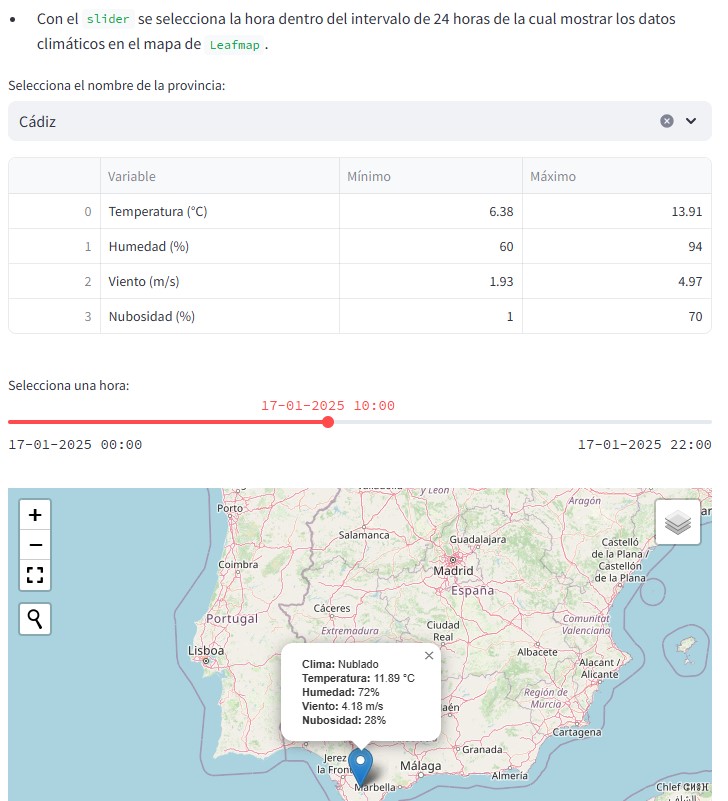 • Con el slider se selecciona la hora dentro del intervalo de 24 horas de la cual mostrar los datos
climáticos en el mapa de Leafmap .
Selecciona el nombre de la provincia:
Cádiz
Variable Mínimo Máximo
0 Temperatura (°C) 6.38 13.91
1 Humedad (%) 60 94
2 Viento (m/s) 1.93 4.97
3 Nubosidad (%) 1 70
Selecciona una hora:
17-01-2025 10:00
17-01-2025 00:00 17-01-2025 22:00
y León
Aragón
+
Porto
Salamanca
Guadalajara
−
Castelló
de la Plana /
Castellón
de la Plana
Coimbra
Madrid
España
Cáceres
Portugal
Extremadura
Ciudad
Real
Comunitat
Valenciana
Lisboa
Albacete
Alacant /
Alicante
Clima: Nublado
Temperatura: 11.89 °C
Humedad: 72%
Viento: 4.18 m/s
Nubosidad: 28%
×
Región de
Murcia
Cartagena
Jerez
la Fron
Granada
Málaga
Almería
Marbella
Chlef